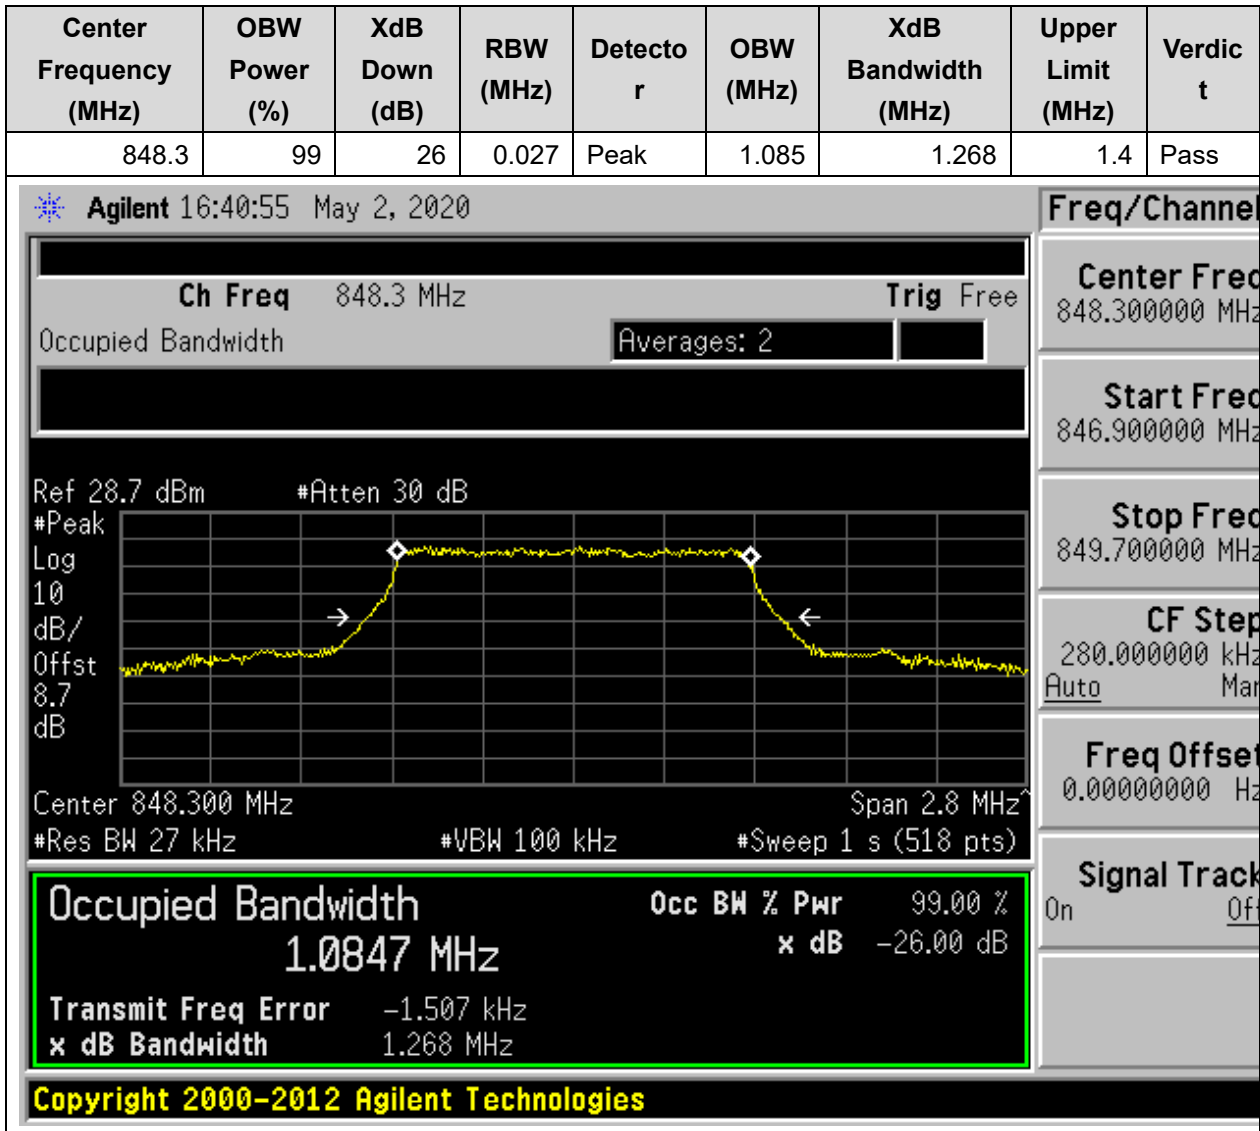 Center Frequency (MHz) OBW Power (%) XdB Down (dB) RBW (MHz) Detecto r OBW (MHz) XdB Bandwidth (MHz) Upper Limit (MHz) Verdic t
848.3 99 26 0.027 Peak 1.085 1.268 1.4 Pass
Agilent 16:40:55 May 2, 2020
Ch Freq 848.3 MHz Trig Free
Occupied Bandwidth Averages: 2
Ref 28.7 dBm #Atten 30 dB
#Peak
Log
10
dB/
Offst
8.7
dB
Center 848.300 MHz Span 2.8 MHz^
#Res BW 27 kHz #VBW 100 kHz #Sweep 1 s (518 pts)
Occupied Bandwidth Occ BW % Pwr 99.00 %
1.0847 MHz x dB -26.00 dB
Transmit Freq Error -1.507 kHz
x dB Bandwidth 1.268 MHz
Copyright 2000-2012 Agilent Technologies
Freq/Channel
Center Freq
848.300000 MHz
Start Freq
846.900000 MHz
Stop Freq
849.700000 MHz
CF Step
280.000000 kHz
Auto Man
Freq Offset
0.00000000 Hz
Signal Track
On Off